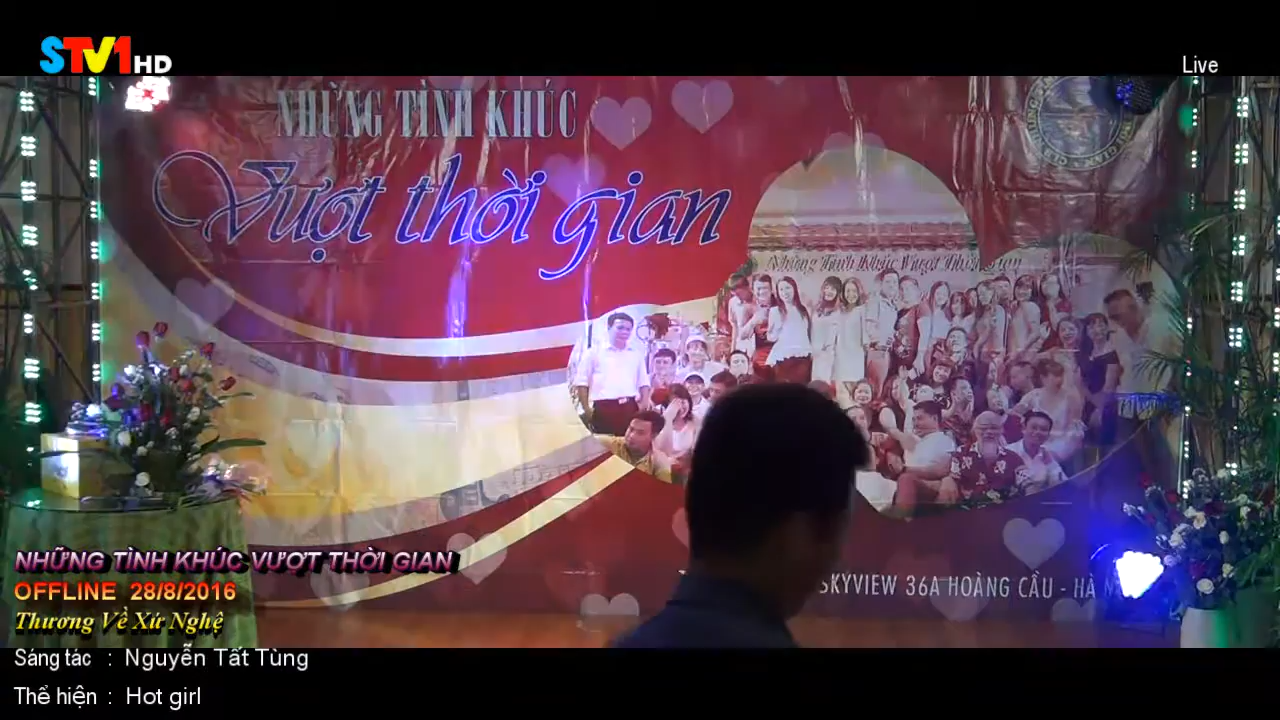 STV1 HD
Live
NHỮNG TÌNH KHÚC
Vượt thời gian
Những Tình Khúc Vượt Thời Gian
NHỮNG TÌNH KHÚC VƯỢT THỜI GIAN
OFFLINE 28/8/2016
SKYVIEW 36A HOÀNG CẦU - HÀ
Thương Về Xứ Nghệ
Sáng tác : Nguyễn Tất Tùng
Thể hiện : Hot girl